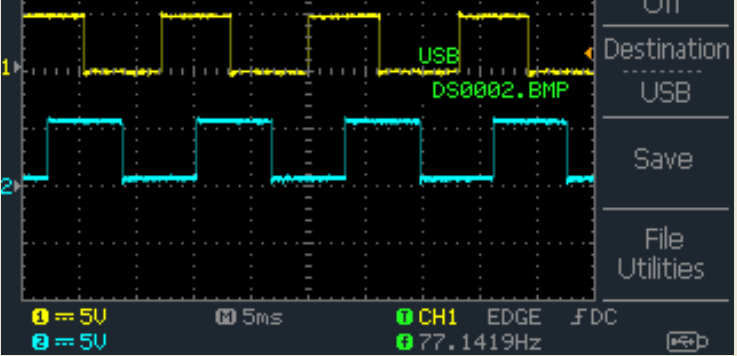 Off
Destination
USB
Save
File
Utilities
1
USB
DS0002.BMP
2
1 5V
M 5ms
T CH1 EDGE DC
2 5V
f 77.1419Hz